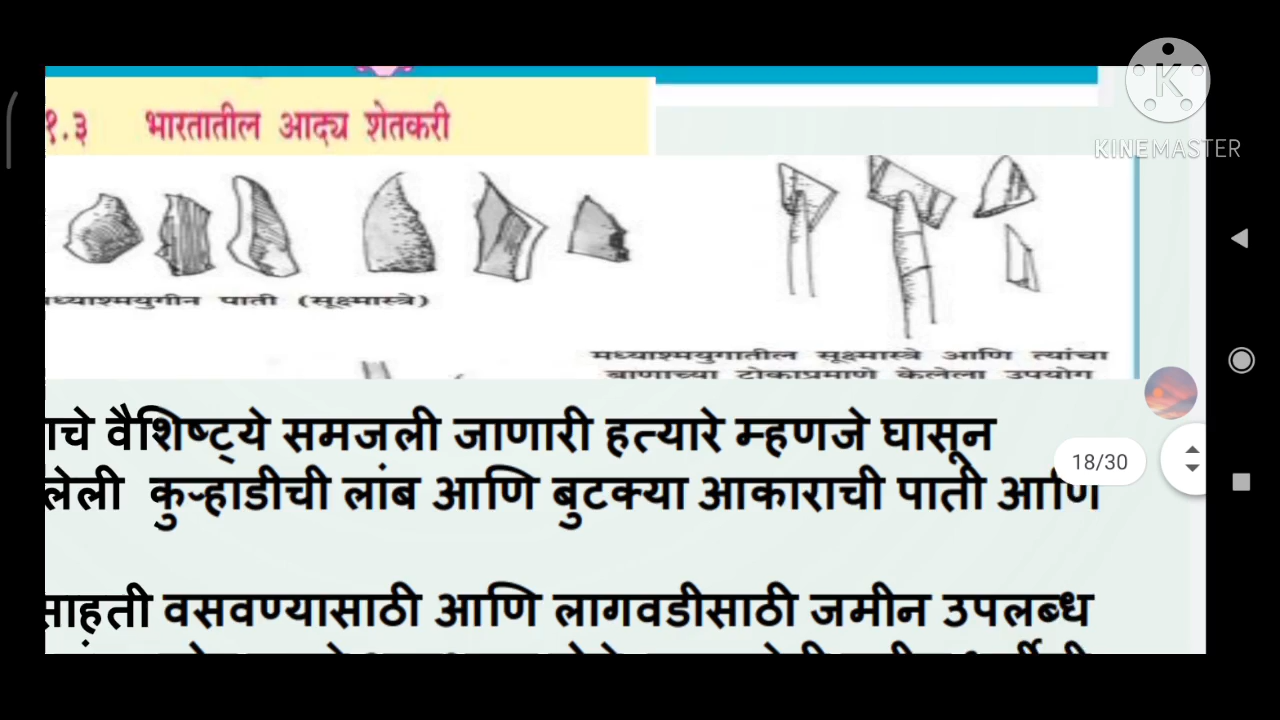 १.३ भारतातील आद्य शेतकरी
KINEMASTER
मध्याश्मयुगीन पाती (सूक्ष्मास्त्रे)
मध्याश्मयुगातील सूक्ष्मास्त्रे आणि त्यांचा
बाणाच्या टोकाप्रमाणे केलेला उपयोग
वैशिष्ट्ये समजली जाणारी हत्यारे म्हणजे घासून
18/30
कुऱ्हाडीची लांब आणि बुटक्या आकाराची पाती आणि
वसवण्यासाठी आणि लागवडीसाठी जमीन उपलब्ध